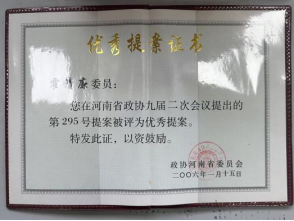 优秀提案证书
委员:
您在河南省政协九届二次会议提出的
第295号提案被评为优秀提案。
特发此证,以资鼓励。
政协河南省委员会
二〇〇六年一月十五日